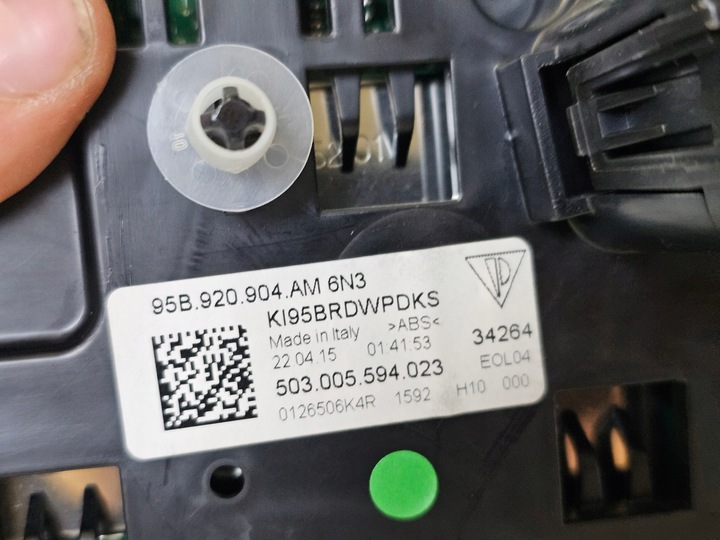 95B.920.904.AM 6N3
KI95BRDWPDKS
Made in Italy >ABS<
22.04.15 01:41:53
34264
503.005.594.023
EOL04
0126506K4R 1592 H10 000